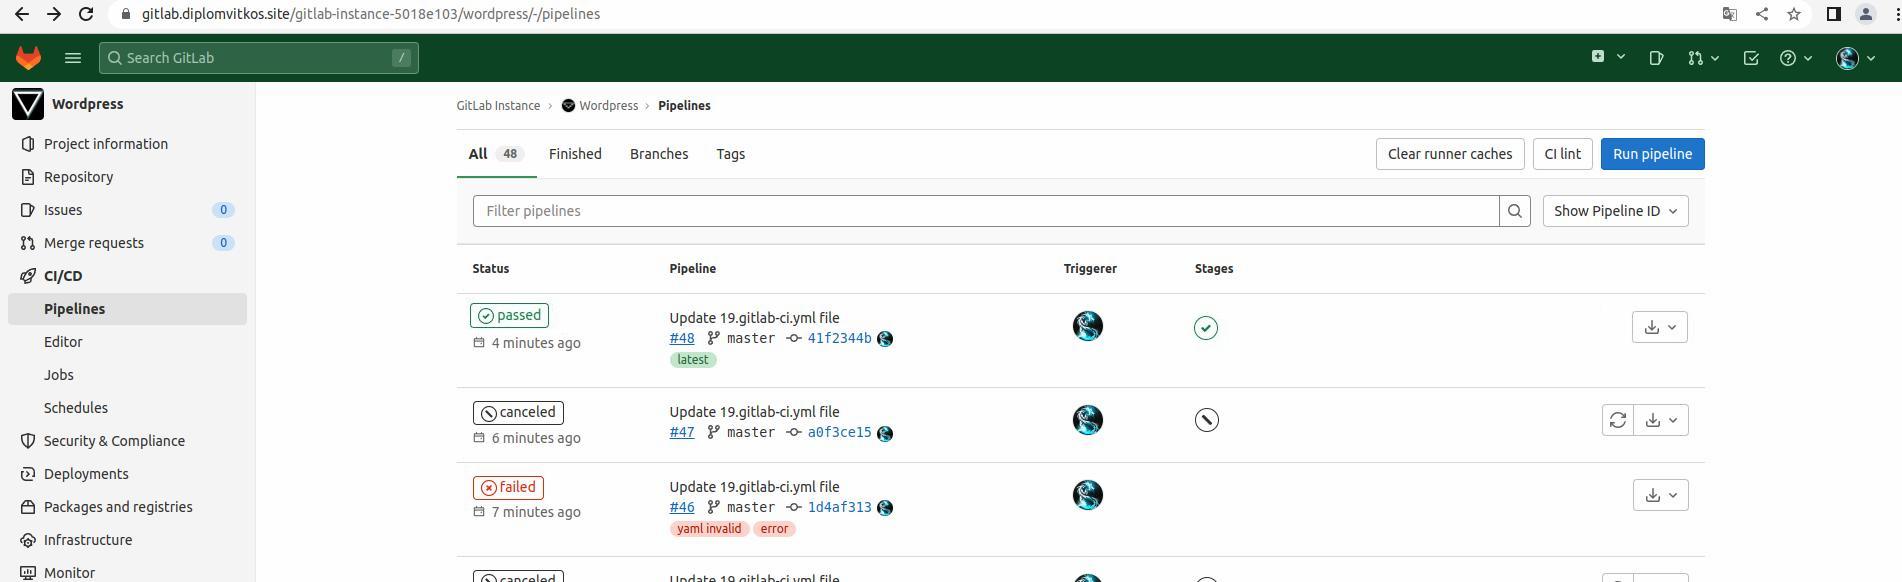 gitlab.diplomvitkos.site/gitlab-instance-5018e103/wordpress/-/pipelines
Search GitLab /
Wordpress
Project information
Repository
Issues 0
Merge requests 0
CI/CD
Pipelines
Editor
Jobs
Schedules
Security & Compliance
Deployments
Packages and registries
Infrastructure
Monitor
GitLab Instance › Wordpress › Pipelines
All 48 Finished Branches Tags Clear runner caches CI lint Run pipeline
Filter pipelines Show Pipeline ID
Status Pipeline Triggerer Stages
passed Update 19.gitlab-ci.yml file
4 minutes ago #48 master 41f2344b
latest
canceled Update 19.gitlab-ci.yml file
6 minutes ago #47 master a0f3ce15
failed Update 19.gitlab-ci.yml file
7 minutes ago #46 master 1d4af313
yaml invalid error
canceled Update 19.gitlab-ci.yml file